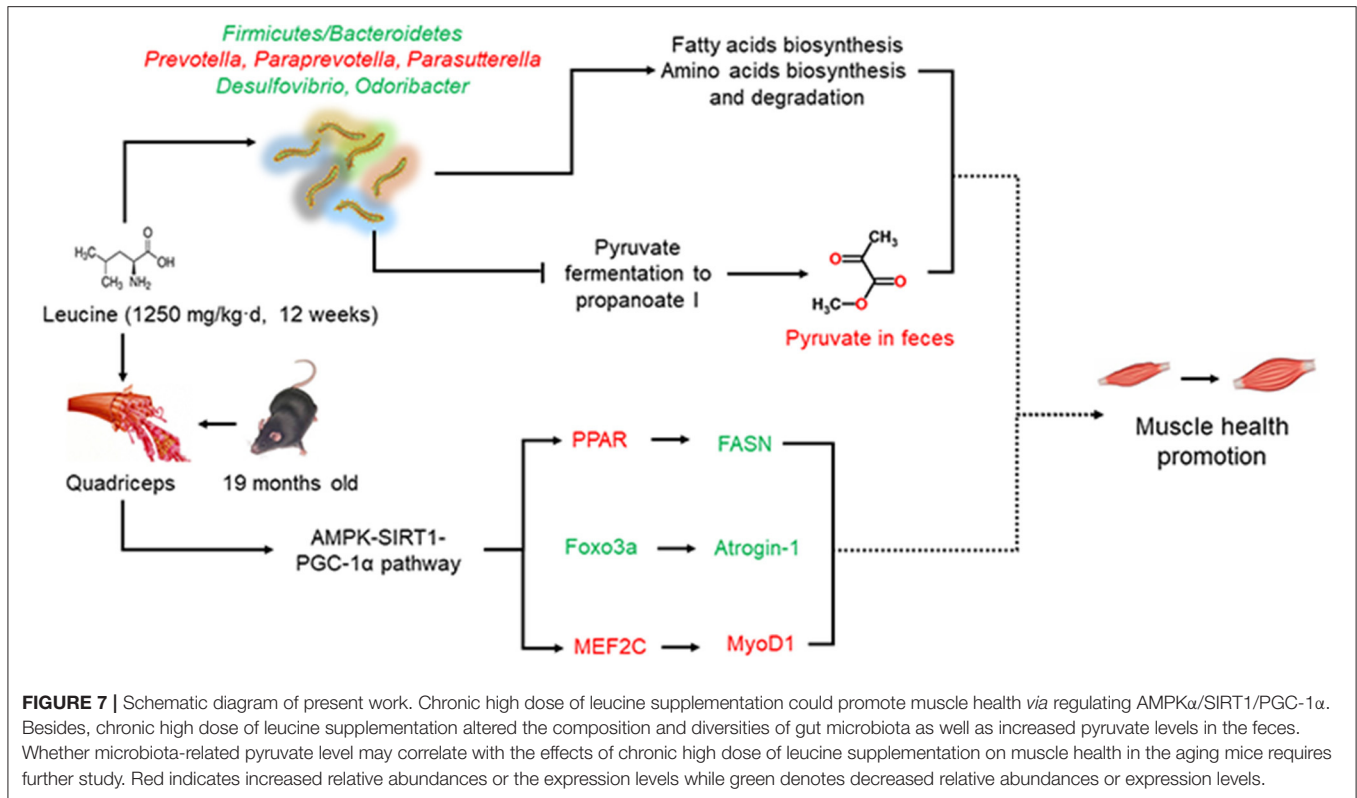 Firmicutes/Bacteroidetes
Prevotella, Paraprevotella, Parasutterella
Desulfovibrio, Odoribacter
Fatty acids biosynthesis
Amino acids biosynthesis
and degradation
H₃C
O
OH
CH₃ NH₂
Leucine (1250 mg/kg·d, 12 weeks)
Pyruvate
fermentation to
propanoate I
CH₃
O
O
H₃C
O
Pyruvate in feces
Quadriceps
19 months old
AMPK-SIRT1-
PGC-1α pathway
PPAR
FASN
Foxo3a
Atrogin-1
MEF2C
MyoD1
Muscle health
promotion
FIGURE 7 | Schematic diagram of present work. Chronic high dose of leucine supplementation could promote muscle health via regulating AMPKα/SIRT1/PGC-1α.
Besides, chronic high dose of leucine supplementation altered the composition and diversities of gut microbiota as well as increased pyruvate levels in the feces.
Whether microbiota-related pyruvate level may correlate with the effects of chronic high dose of leucine supplementation on muscle health in the aging mice requires
further study. Red indicates increased relative abundances or the expression levels while green denotes decreased relative abundances or expression levels.